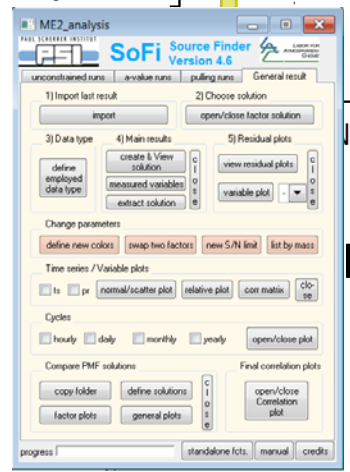 ME2_analysis
PAUL SCHERRER INSTITUT
PSI
SoFi Source Finder
Version 4.6
LABOR FÜR
ATMOSPHÄREN
CHEMIE
unconstrained runs a-value runs pulling runs General result
1) Import last result 2) Choose solution
import open/close factor solution
3) Data type 4) Main results 5) Residual plots
define employed data type
create & View solution
measured variables
extract solution
close
view residual plots
variable plot -
close
Change parameters
define new colors swap two factors new S/N limit list by mass
Time series / Variable plots
ts pr normal/scatter plot relative plot corr matrix clo-se
Cycles
hourly daily monthly yearly open/close plot
Compare PMF solutions Final correlation plots
copy folder define solutions
factor plots general plots
close
open/close Correlation plot
progress standalone fcts. manual credits